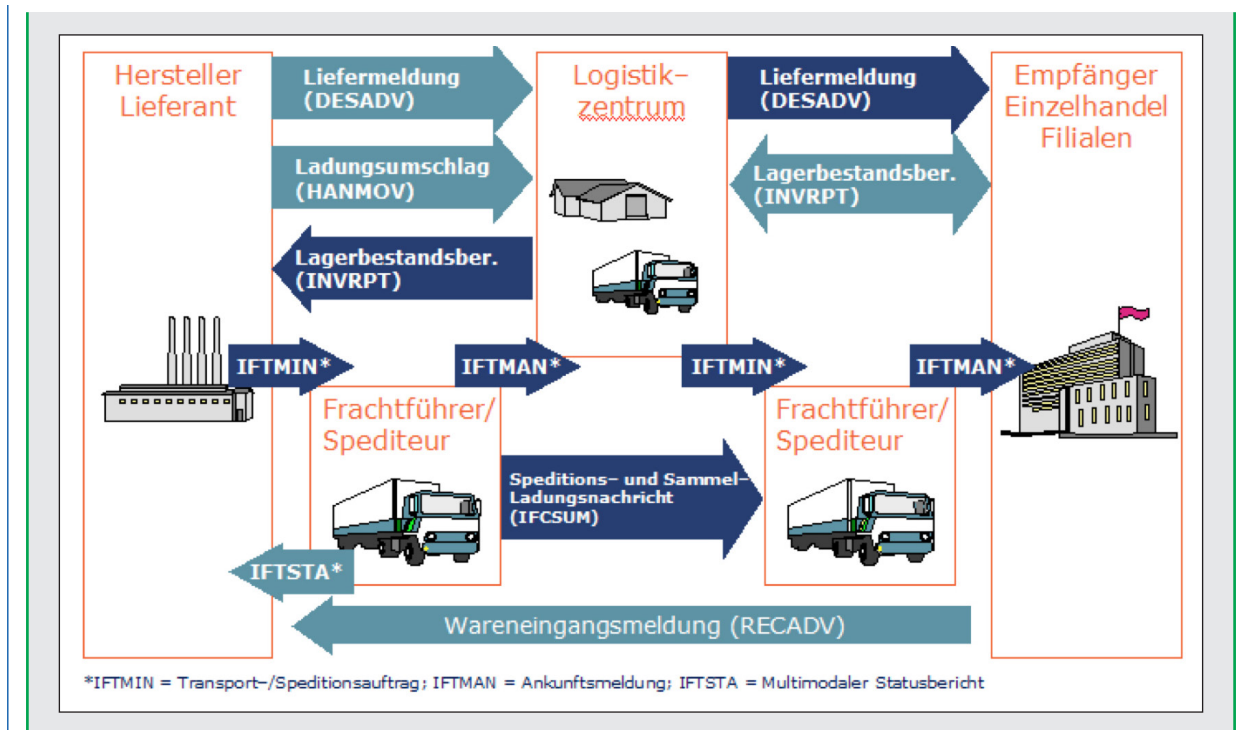 Hersteller
Lieferant
Liefermeldung
(DESADV)
Logistik-
zentrum
Liefermeldung
(DESADV)
Empfänger
Einzelhandel
Filialen
Ladungsumschlag
(HANMOV)
Lagerbestandsber.
(INVRPT)
Lagerbestandsber.
(INVRPT)
IFTMIN*
IFTMAN*
IFTMIN*
IFTMAN*
Frachtführer/
Spediteur
Frachtführer/
Spediteur
Speditions- und Sammel-
Ladungsnachricht
(IFCSUM)
IFTSTA*
Wareneingangsmeldung (RECADV)
*IFTMIN = Transport-/Speditionsauftrag; IFTMAN = Ankunftsmeldung; IFTSTA = Multimodaler Statusbericht